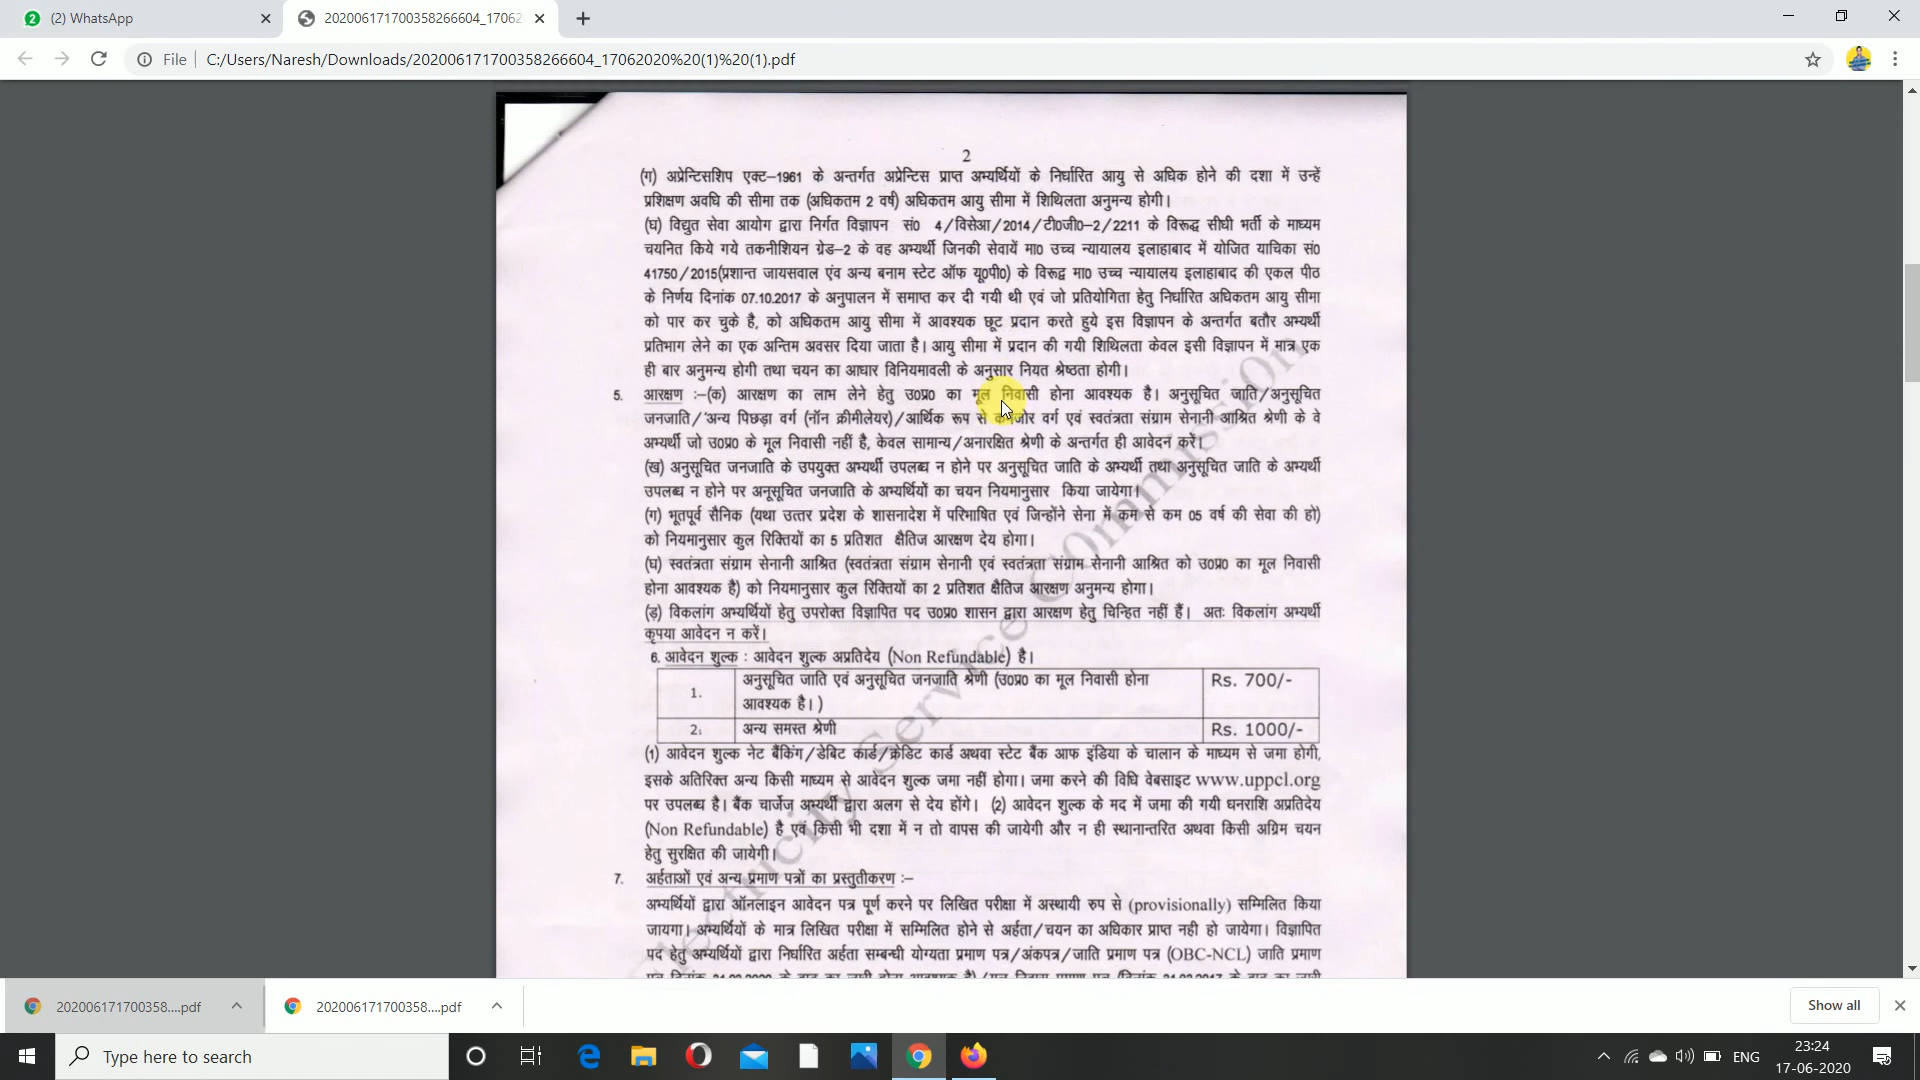 (2) WhatsApp
202006171700358266604_1706
File
C:/Users/Naresh/Downloads/202006171700358266604_17062020%20(1)%20(1).pdf
2
(ग) अप्रेन्टिसशिप एक्ट–1961 के अन्तर्गत अप्रेन्टिस प्राप्त अभ्यर्थियों के निर्धारित आयु से अधिक होने की दशा में उन्हें
प्रशिक्षण अवधि की सीमा तक (अधिकतम 2 वर्ष) अधिकतम आयु सीमा में शिथिलता अनुमन्य होगी।
(घ) विद्युत सेवा आयोग द्वारा निर्गत विज्ञापन सं0 4/विसेआ/2014/टी0जी0–2/2211 के विरूद्ध सीधी भर्ती के माध्यम
चयनित किये गये तकनीशियन ग्रेड–2 के वह अभ्यर्थी जिनकी सेवायें मा0 उच्च न्यायालय इलाहाबाद में योजित याचिका सं0
41750/2015(प्रशान्त जायसवाल एंव अन्य बनाम स्टेट ऑफ यू0पी0) के विरूद्व मा0 उच्च न्यायालय इलाहाबाद की एकल पीठ
के निर्णय दिनांक 07.10.2017 के अनुपालन में समाप्त कर दी गयी थी एवं जो प्रतियोगिता हेतु निर्धारित अधिकतम आयु सीमा
को पार कर चुके है, को अधिकतम आयु सीमा में आवश्यक छूट प्रदान करते हुये इस विज्ञापन के अन्तर्गत बतौर अभ्यर्थी
प्रतिभाग लेने का एक अन्तिम अवसर दिया जाता है। आयु सीमा में प्रदान की गयी शिथिलता केवल इसी विज्ञापन में मात्र एक
ही बार अनुमन्य होगी तथा चयन का आधार विनियमावली के अनुसार नियत श्रेष्ठता होगी।
5. आरक्षण :–(क) आरक्षण का लाभ लेने हेतु उ0प्र0 का मूल निवासी होना आवश्यक है। अनुसूचित जाति/अनुसूचित
जनजाति/अन्य पिछड़ा वर्ग (नॉन क्रीमीलेयर)/आर्थिक रूप से कमजोर वर्ग एवं स्वतंत्रता संग्राम सेनानी आश्रित श्रेणी के वे
अभ्यर्थी जो उ0प्र0 के मूल निवासी नहीं है, केवल सामान्य/अनारक्षित श्रेणी के अन्तर्गत ही आवेदन करें।
(ख) अनुसूचित जनजाति के उपयुक्त अभ्यर्थी उपलब्ध न होने पर अनुसूचित जाति के अभ्यर्थी तथा अनुसूचित जाति के अभ्यर्थी
उपलब्ध न होने पर अनूसूचित जनजाति के अभ्यर्थियों का चयन नियमानुसार किया जायेगा।
(ग) भूतपूर्व सैनिक (यथा उत्तर प्रदेश के शासनादेश में परिभाषित एवं जिन्होंने सेना में कम से कम 05 वर्ष की सेवा की हो)
को नियमानुसार कुल रिक्तियों का 5 प्रतिशत क्षैतिज आरक्षण देय होगा।
(घ) स्वतंत्रता संग्राम सेनानी आश्रित (स्वतंत्रता संग्राम सेनानी एवं स्वतंत्रता संग्राम सेनानी आश्रित को उ0प्र0 का मूल निवासी
होना आवश्यक है) को नियमानुसार कुल रिक्तियों का 2 प्रतिशत क्षैतिज आरक्षण अनुमन्य होगा।
(ड़) विकलांग अभ्यर्थियों हेतु उपरोक्त विज्ञापित पद उ0प्र0 शासन द्वारा आरक्षण हेतु चिन्हित नहीं हैं। अतः विकलांग अभ्यर्थी
कृपया आवेदन न करें।
6. आवेदन शुल्क : आवेदन शुल्क अप्रतिदेय (Non Refundable) है।
1. अनुसूचित जाति एवं अनुसूचित जनजाति श्रेणी (उ0प्र0 का मूल निवासी होना Rs. 700/-
आवश्यक है।)
2. अन्य समस्त श्रेणी Rs. 1000/-
(1) आवेदन शुल्क नेट बैंकिंग/डेबिट कार्ड/क्रेडिट कार्ड अथवा स्टेट बैंक आफ इंडिया के चालान के माध्यम से जमा होगी,
इसके अतिरिक्त अन्य किसी माध्यम से आवेदन शुल्क जमा नहीं होगा। जमा करने की विधि वेबसाइट www.uppcl.org
पर उपलब्ध है। बैंक चार्जेज अभ्यर्थी द्वारा अलग से देय होंगे। (2) आवेदन शुल्क के मद में जमा की गयी धनराशि अप्रतिदेय
(Non Refundable) है एवं किसी भी दशा में न तो वापस की जायेगी और न ही स्थानान्तरित अथवा किसी अग्रिम चयन
हेतु सुरक्षित की जायेगी।
7. अर्हताओं एवं अन्य प्रमाण पत्रों का प्रस्तुतीकरण :–
अभ्यर्थियों द्वारा ऑनलाइन आवेदन पत्र पूर्ण करने पर लिखित परीक्षा में अस्थायी रुप से (provisionally) सम्मिलित किया
जायगा। अभ्यर्थियों के मात्र लिखित परीक्षा में सम्मिलित होने से अर्हता/चयन का अधिकार प्राप्त नही हो जायेगा। विज्ञापित
पद हेतु अभ्यर्थियों द्वारा निर्धारित अर्हता सम्बन्धी योग्यता प्रमाण पत्र/अंकपत्र/जाति प्रमाण पत्र (OBC-NCL) जाति प्रमाण
Electricity Service Commission
202006171700358....pdf
202006171700358....pdf
Show all
Type here to search
ENG
23:24
17-06-2020